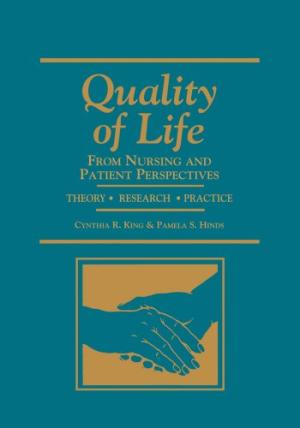 Quality
of Life
FROM NURSING AND
PATIENT PERSPECTIVES
THEORY • RESEARCH • PRACTICE
CYNTHIA R. KING & PAMELA S. HINDS